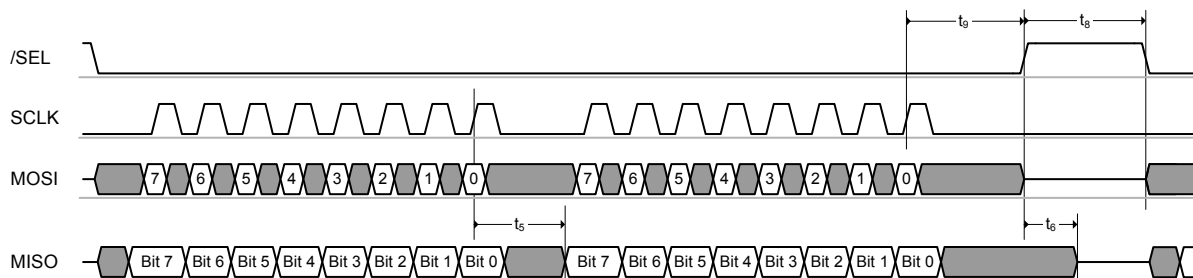 t₉ t₈
/SEL
SCLK
MOSI 7 6 5 4 3 2 1 0 7 6 5 4 3 2 1 0
t₅ t₆
MISO Bit 7 Bit 6 Bit 5 Bit 4 Bit 3 Bit 2 Bit 1 Bit 0 Bit 7 Bit 6 Bit 5 Bit 4 Bit 3 Bit 2 Bit 1 Bit 0